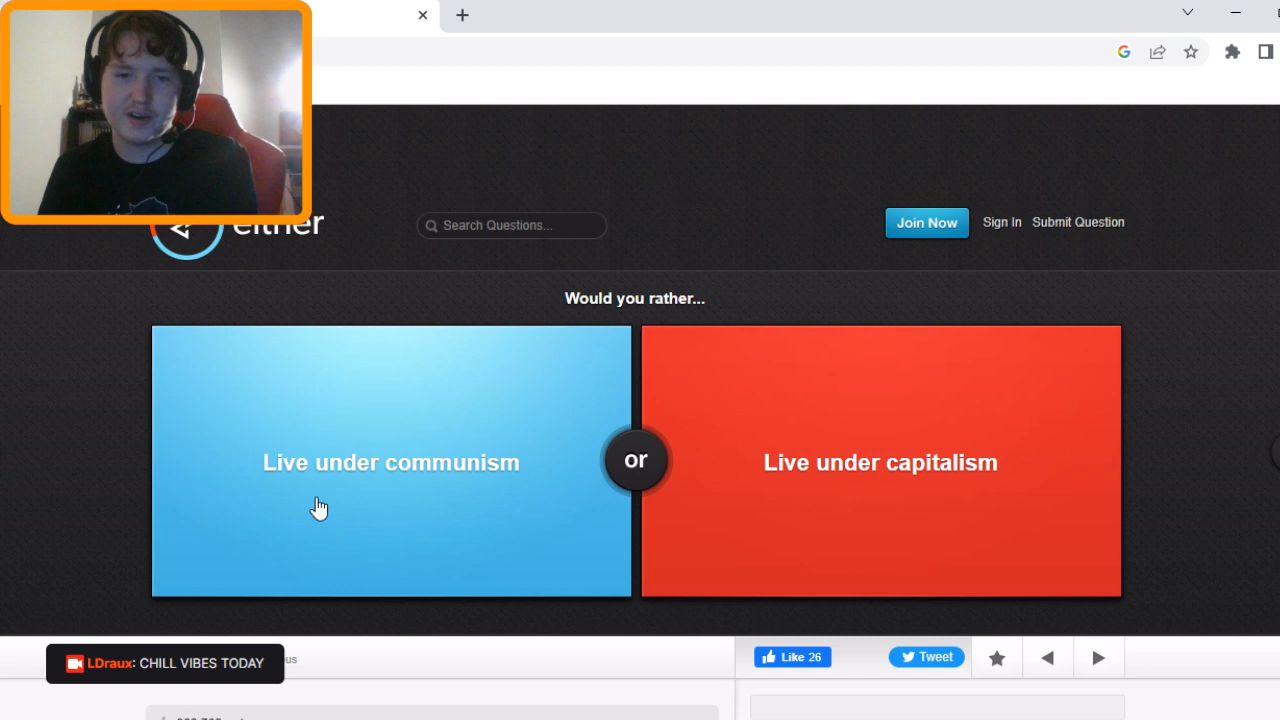 either
Search Questions...
Join Now
Sign In
Submit Question
Would you rather...
Live under communism
or
Live under capitalism
LDraux: CHILL VIBES TODAY
us
Like 26
Tweet